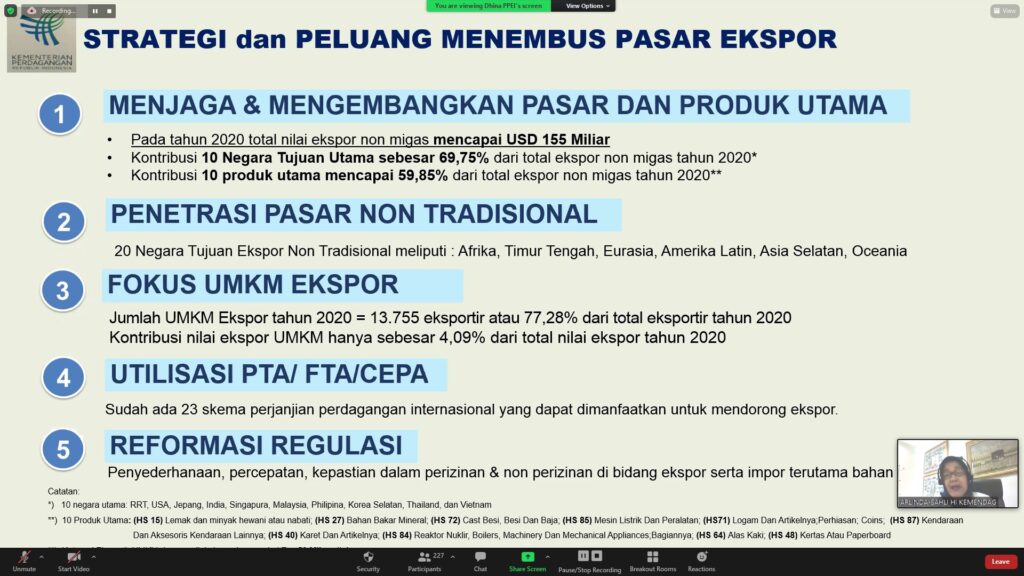 Recording...
You are viewing Dhina PPEI's screen
View Options
View
KEMENTERIAN
PERDAGANGAN
REPUBLIK INDONESIA
STRATEGI dan PELUANG MENEMBUS PASAR EKSPOR
1
MENJAGA & MENGEMBANGKAN PASAR DAN PRODUK UTAMA
• Pada tahun 2020 total nilai ekspor non migas mencapai USD 155 Miliar
• Kontribusi 10 Negara Tujuan Utama sebesar 69,75% dari total ekspor non migas tahun 2020*
• Kontribusi 10 produk utama mencapai 59,85% dari total ekspor non migas tahun 2020**
2
PENETRASI PASAR NON TRADISIONAL
20 Negara Tujuan Ekspor Non Tradisional meliputi : Afrika, Timur Tengah, Eurasia, Amerika Latin, Asia Selatan, Oceania
3
FOKUS UMKM EKSPOR
Jumlah UMKM Ekspor tahun 2020 = 13.755 eksportir atau 77,28% dari total eksportir tahun 2020
Kontribusi nilai ekspor UMKM hanya sebesar 4,09% dari total nilai ekspor tahun 2020
4
UTILISASI PTA/ FTA/CEPA
Sudah ada 23 skema perjanjian perdagangan internasional yang dapat dimanfaatkan untuk mendorong ekspor.
5
REFORMASI REGULASI
Penyederhanaan, percepatan, kepastian dalam perizinan & non perizinan di bidang ekspor serta impor terutama bahan
ARLINDA-SAHLI HI KEMENDAG
Catatan:
*) 10 negara utama: RRT, USA, Jepang, India, Singapura, Malaysia, Philipina, Korea Selatan, Thailand, dan Vietnam
**) 10 Produk Utama: (HS 15) Lemak dan minyak hewani atau nabati; (HS 27) Bahan Bakar Mineral; (HS 72) Cast Besi, Besi Dan Baja; (HS 85) Mesin Listrik Dan Peralatan; (HS71) Logam Dan Artikelnya,Perhiasan; Coins; (HS 87) Kendaraan
Dan Aksesoris Kendaraan Lainnya; (HS 40) Karet Dan Artikelnya; (HS 84) Reaktor Nuklir, Boilers, Machinery Dan Mechanical Appliances;Bagiannya; (HS 64) Alas Kaki; (HS 48) Kertas Atau Paperboard
Unmute
Start Video
Security
227
Participants
Chat
Share Screen
Pause/Stop Recording
Breakout Rooms
Reactions
Leave